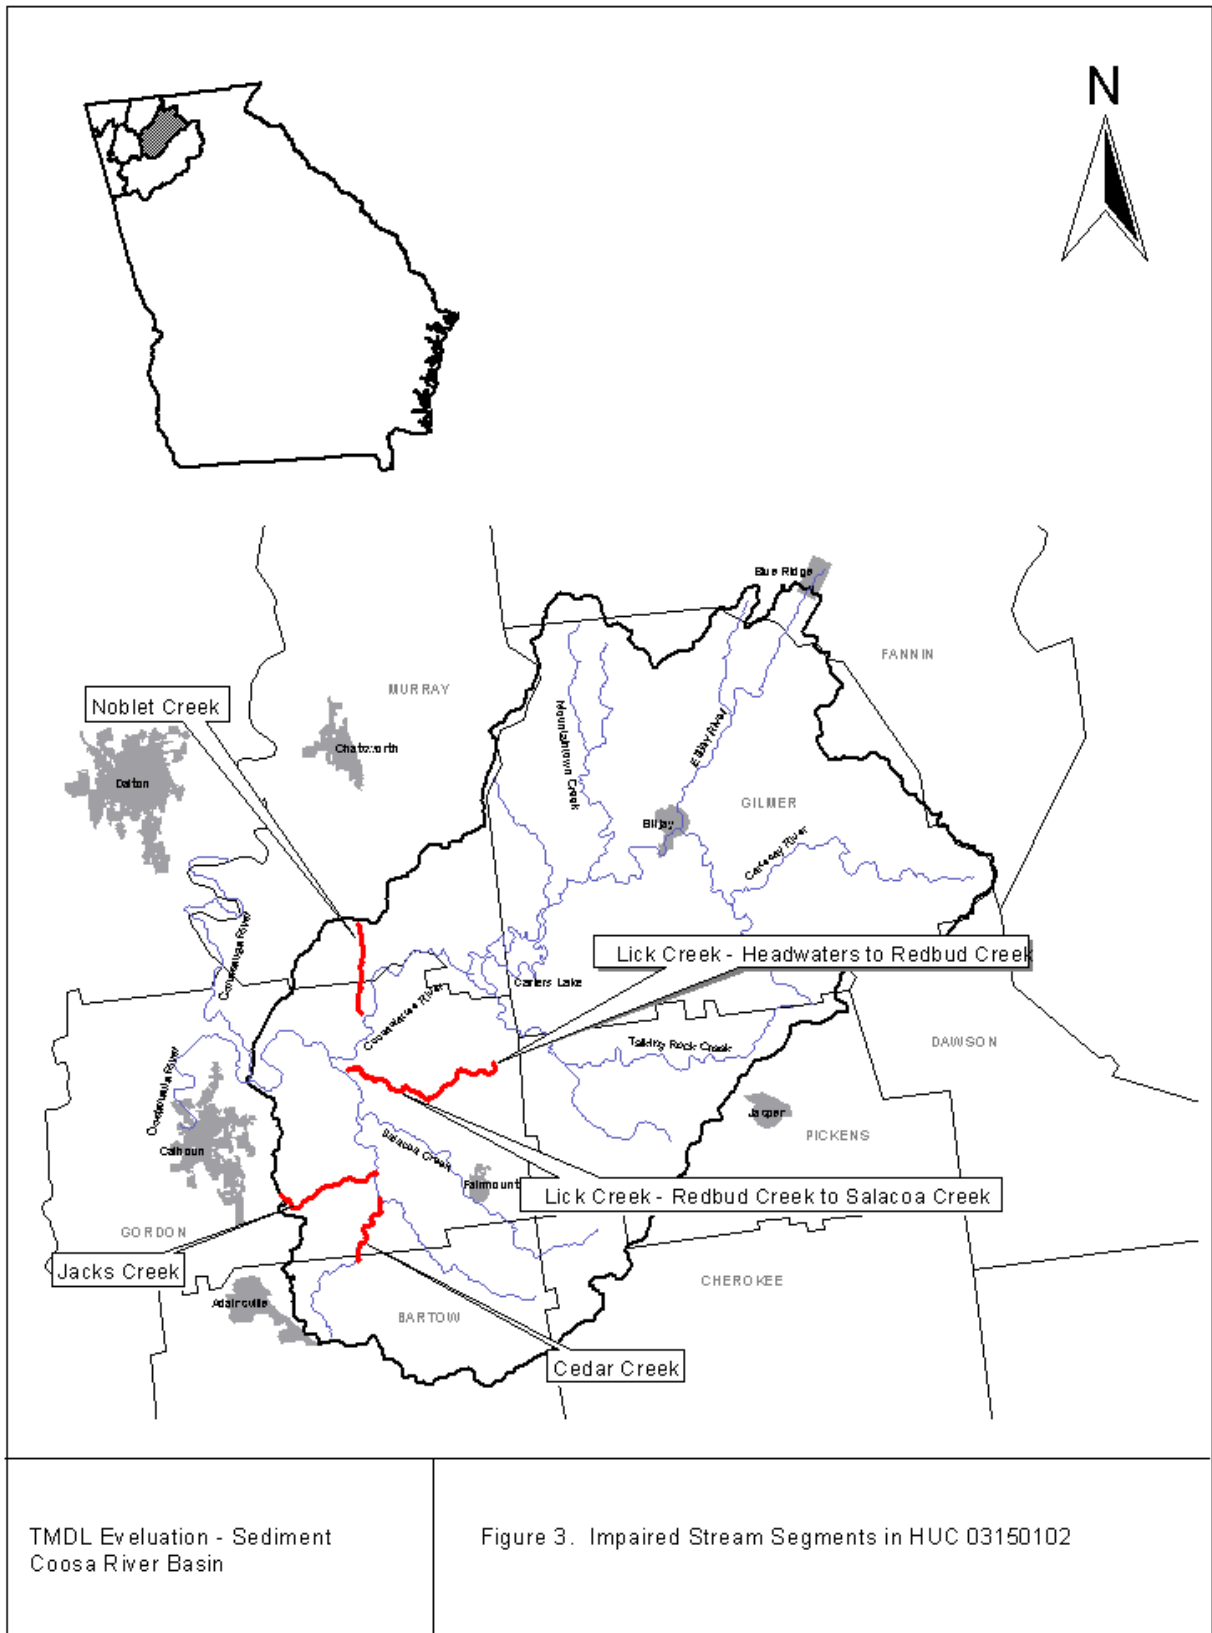 N
Blue Ridge
FANNIN
MURRAY
Noblet Creek
Chatsworth
Mountaintown Creek
Ellijay River
Dalton
GILMER
Ellijay
Cartecay River
Conasauga River
Lick Creek - Headwaters to Redbud Creek
Carters Lake
Coosawattee River
Talking Rock Creek
DAWSON
Oostanaula River
Jasper
PICKENS
Calhoun
Salacoa Creek
Fairmount
Lick Creek - Redbud Creek to Salacoa Creek
GORDON
Jacks Creek
CHEROKEE
Adairsville
BARTOW
Cedar Creek
TMDL Eveluation - Sediment
Coosa River Basin
Figure 3. Impaired Stream Segments in HUC 03150102